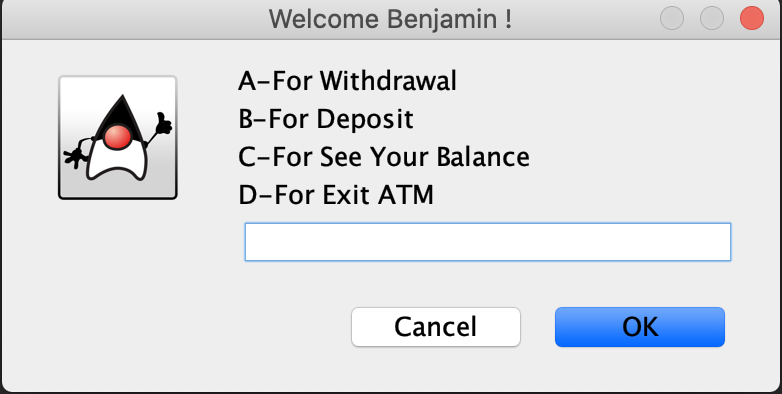 Welcome Benjamin !
A-For Withdrawal
B-For Deposit
C-For See Your Balance
D-For Exit ATM
Cancel
OK